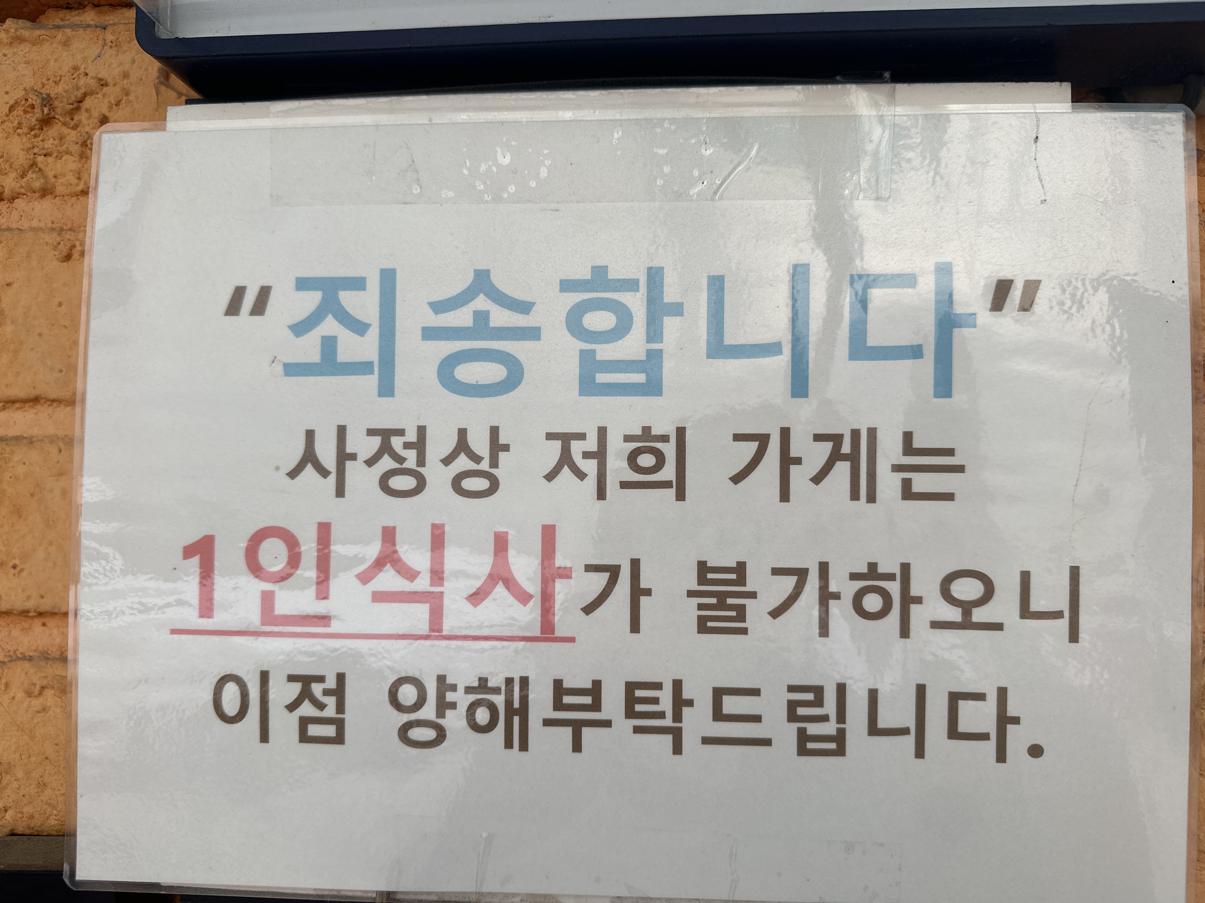 "죄송합니다"
사정상 저희 가게는
1인식사가 불가하오니
이점 양해부탁드립니다.